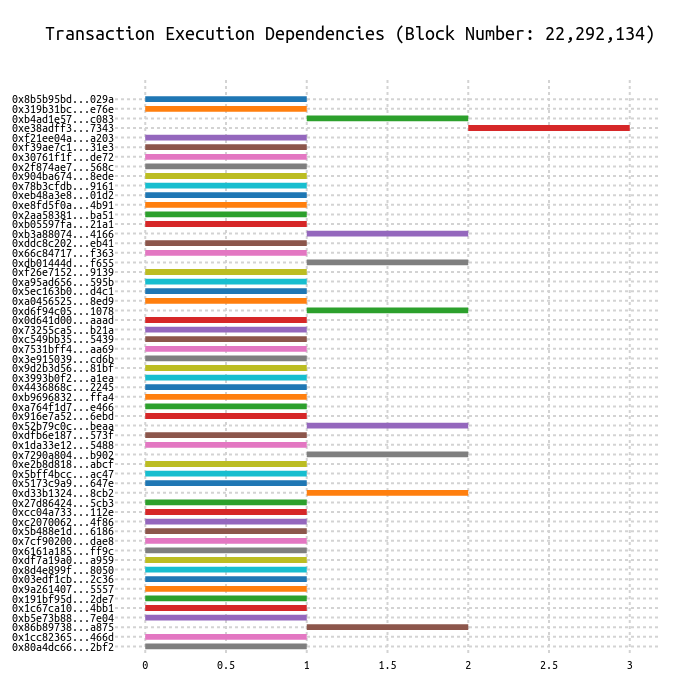 Transaction Execution Dependencies (Block Number: 22,292,134)
0x8b5b95bd...029a
0x319b31bc...e76e
0xb4ad1e57...c083
0xe38adff3...7343
0xf21ee04a...a203
0xf39ae7c1...31e3
0x30761f1f...de72
0x2f874ae7...568c
0x904ba674...8ede
0x78b3cfdb...9161
0xeb48a3e8...01d2
0xe8fd5f0a...4b91
0x2aa58381...ba51
0xb05597fa...21a1
0xb3a88074...4166
0xddc8c202...eb41
0x66c84717...f363
0xdb01444d...f655
0xf26e7152...9139
0xa95ad656...595b
0x5ec163b0...d4c1
0xa0456525...8ed9
0xd6f94c05...1078
0x0d641d00...aaad
0x73255ca5...b21a
0xc549bb35...5439
0x7531bff4...aa69
0x3e915039...cd6b
0x9d2b3d56...81bf
0x3993b0f2...a1ea
0x4436868c...2245
0xb9696832...ffa4
0xa764f1d7...e466
0x916e7a52...6ebd
0x52b79c0c...beaa
0xdfb6e187...573f
0x1da33e12...5488
0x7290a804...b902
0xe2b8d818...abcf
0x5bff4bcc...ac47
0x5173c9a9...647e
0xd33b1324...8cb2
0x27d86424...5cb3
0xcc04a733...112e
0xc2070062...4f86
0x5b488e1d...6186
0x7cf90200...dae8
0x6161a185...ff9c
0xdf7a19a0...a959
0x8d4e899f...8050
0x03edf1cb...2c36
0x9a261407...5557
0x191bf95d...2de7
0x1c67ca10...4bb1
0xb5e73b88...7e04
0x86b89738...a875
0x1cc82365...466d
0x80a4dc66...2bf2
0 0.5 1 1.5 2 2.5 3